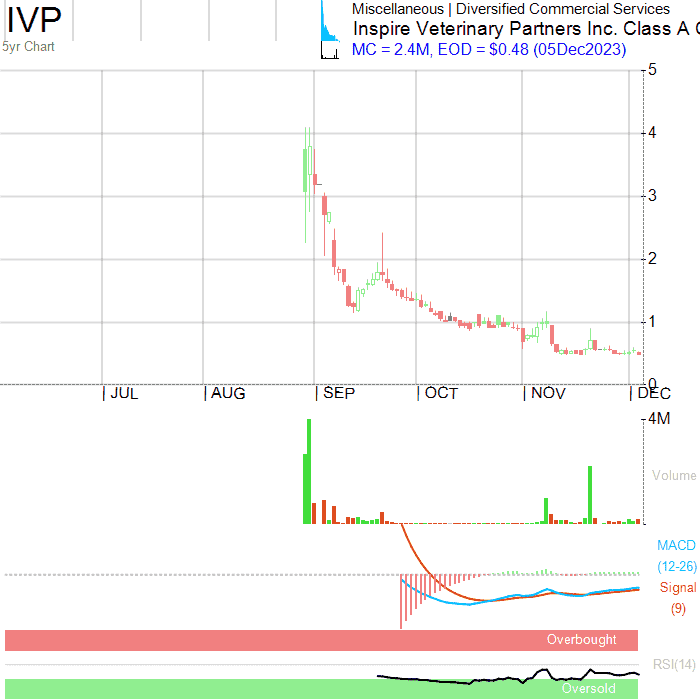 IVP
5yr Chart
Miscellaneous | Diversified Commercial Services
Inspire Veterinary Partners Inc. Class A C
MC = 2.4M, EOD = $0.48 (05Dec2023)
5
4
3
2
1
0
JUL
AUG
SEP
OCT
NOV
DEC
4M
Volume
MACD
(12-26)
Signal
(9)
Overbought
RSI(14)
Oversold